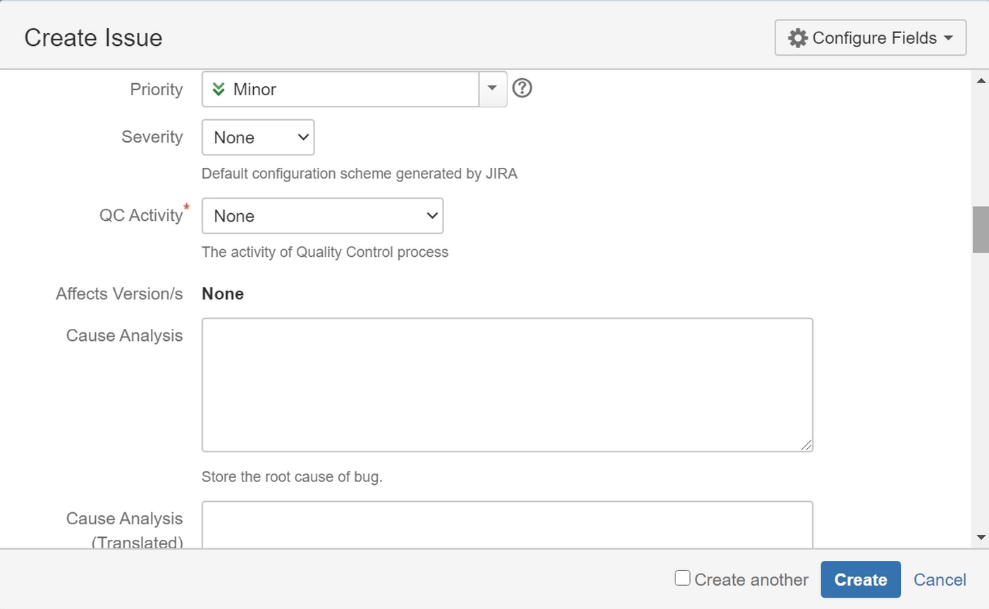 Create Issue
Configure Fields
Priority
Minor
Severity
None
Default configuration scheme generated by JIRA
QC Activity*
None
The activity of Quality Control process
Affects Version/s
None
Cause Analysis
Store the root cause of bug.
Cause Analysis
(Translated)
Create another
Create
Cancel